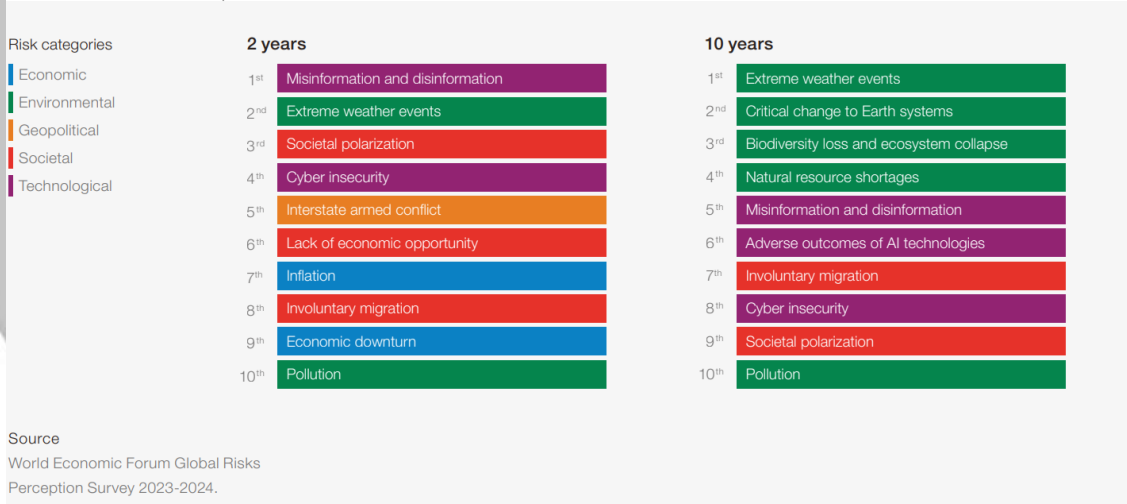 Risk categories
Economic
Environmental
Geopolitical
Societal
Technological
2 years
1st Misinformation and disinformation
2nd Extreme weather events
3rd Societal polarization
4th Cyber insecurity
5th Interstate armed conflict
6th Lack of economic opportunity
7th Inflation
8th Involuntary migration
9th Economic downturn
10th Pollution
10 years
1st Extreme weather events
2nd Critical change to Earth systems
3rd Biodiversity loss and ecosystem collapse
4th Natural resource shortages
5th Misinformation and disinformation
6th Adverse outcomes of AI technologies
7th Involuntary migration
8th Cyber insecurity
9th Societal polarization
10th Pollution
Source
World Economic Forum Global Risks
Perception Survey 2023-2024.